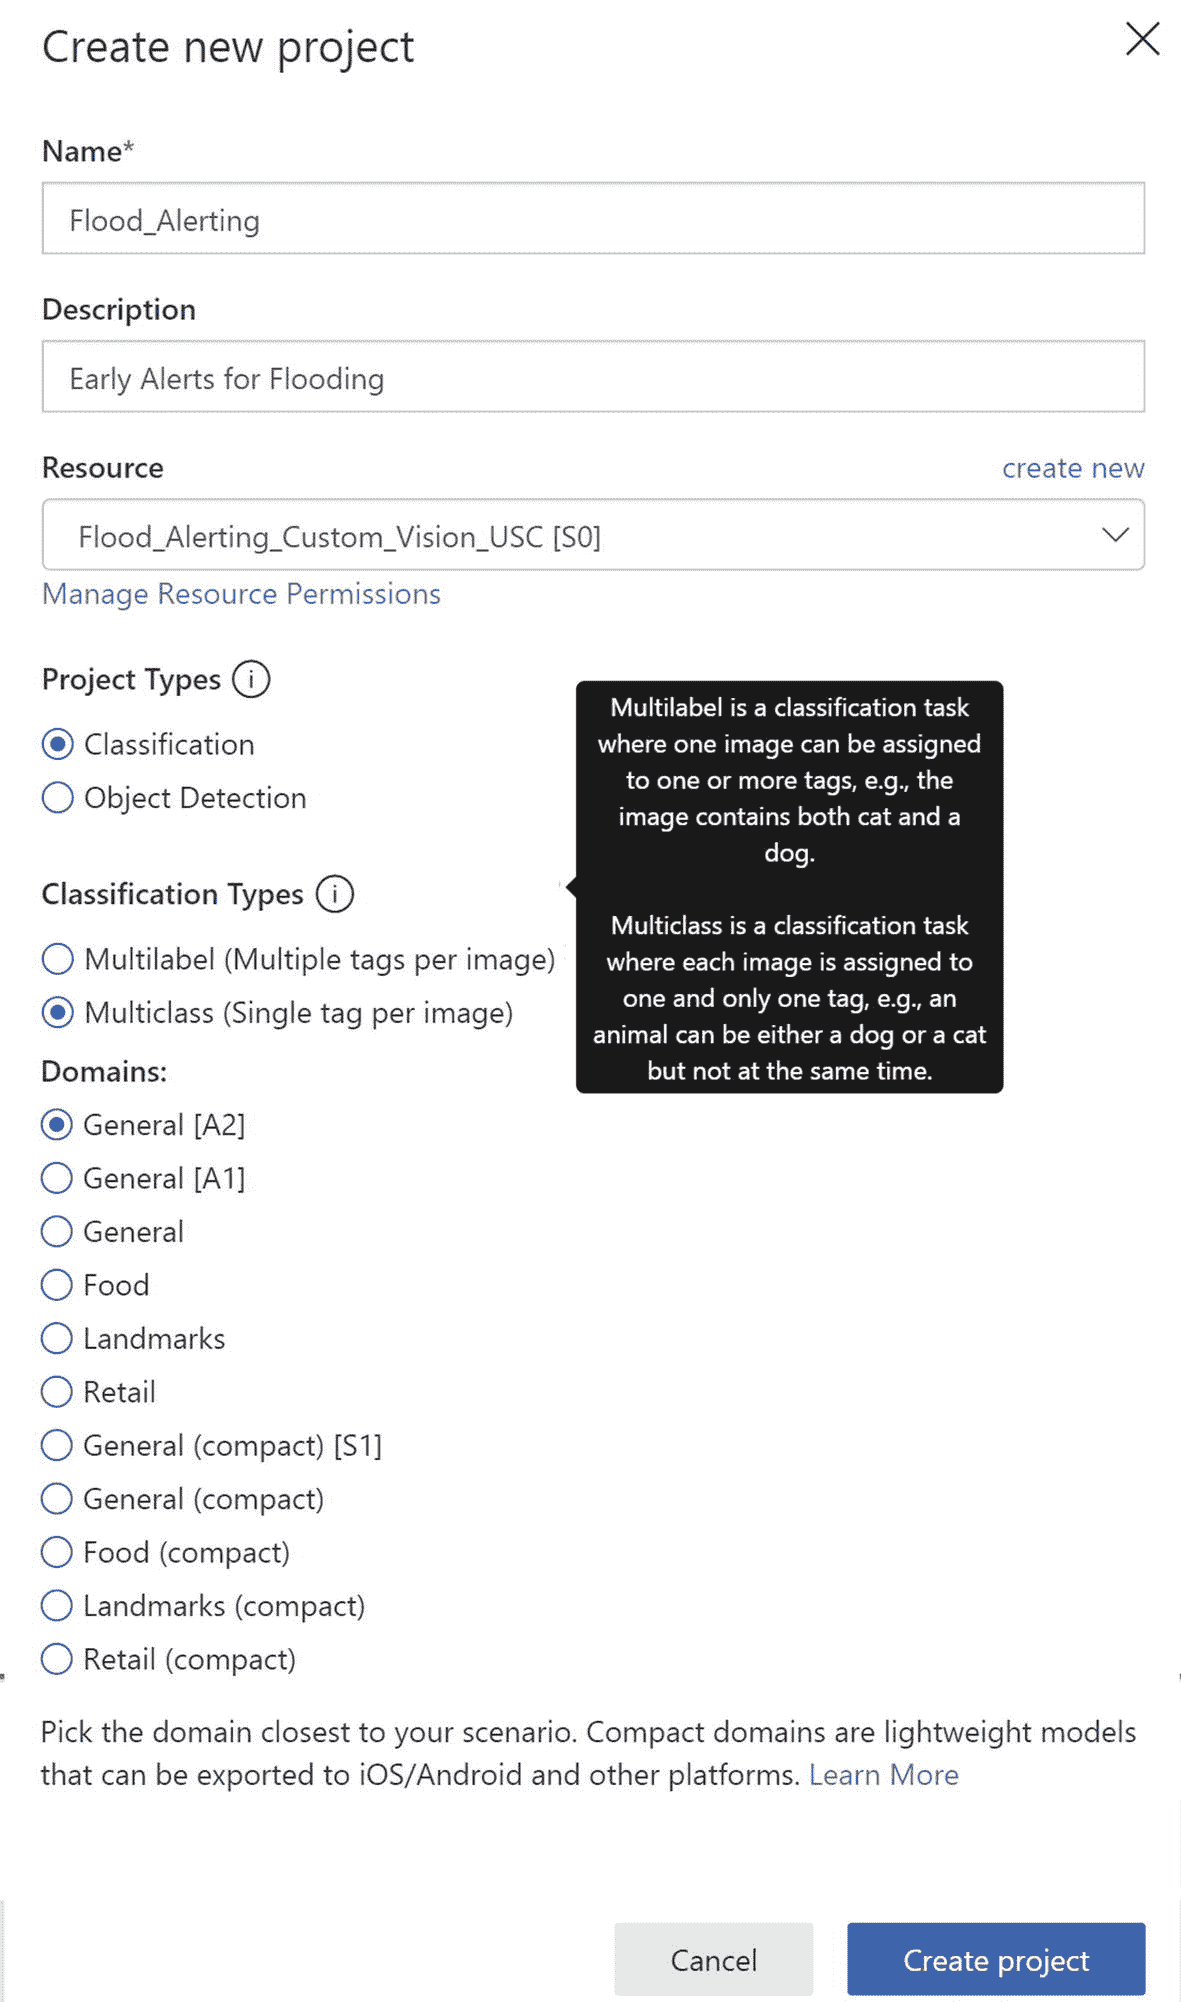 Create new project
Name*
Flood_Alerting
Description
Early Alerts for Flooding
Resource
create new
Flood_Alerting_Custom_Vision_USC [S0]
Manage Resource Permissions
Project Types i
Classification
Object Detection
Classification Types i
Multilabel (Multiple tags per image)
Multiclass (Single tag per image)
Multilabel is a classification task
where one image can be assigned
to one or more tags, e.g., the
image contains both cat and a
dog.
Multiclass is a classification task
where each image is assigned to
one and only one tag, e.g., an
animal can be either a dog or a cat
but not at the same time.
Domains:
General [A2]
General [A1]
General
Food
Landmarks
Retail
General (compact) [S1]
General (compact)
Food (compact)
Landmarks (compact)
Retail (compact)
Pick the domain closest to your scenario. Compact domains are lightweight models
that can be exported to iOS/Android and other platforms. Learn More
Cancel
Create project